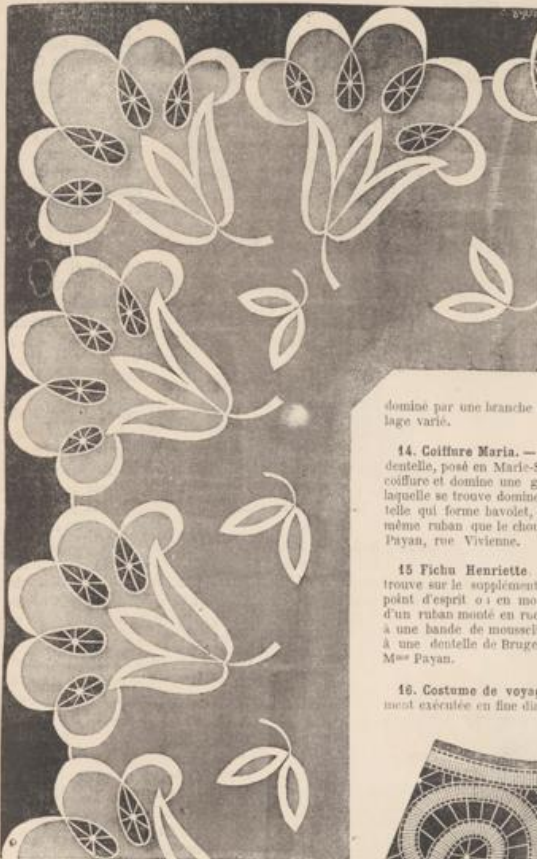 dominé par une branche
lage varié.
14. Coiffure Maria. —
dentelle, posé en Marie-S
coiffure et domine une g
laquelle se trouve domine
telle qui forme bavolet,
même ruban que le chou
Payan, rue Vivienne.
15 Fichu Henriette
trouve sur le supplément
point d'esprit o: en mo
d'un ruban monté en ruc
à une bande de moussell
à une dentelle de Bruge
Mme Payan.
16. Costume de voyag
ment exécutée en fine dia